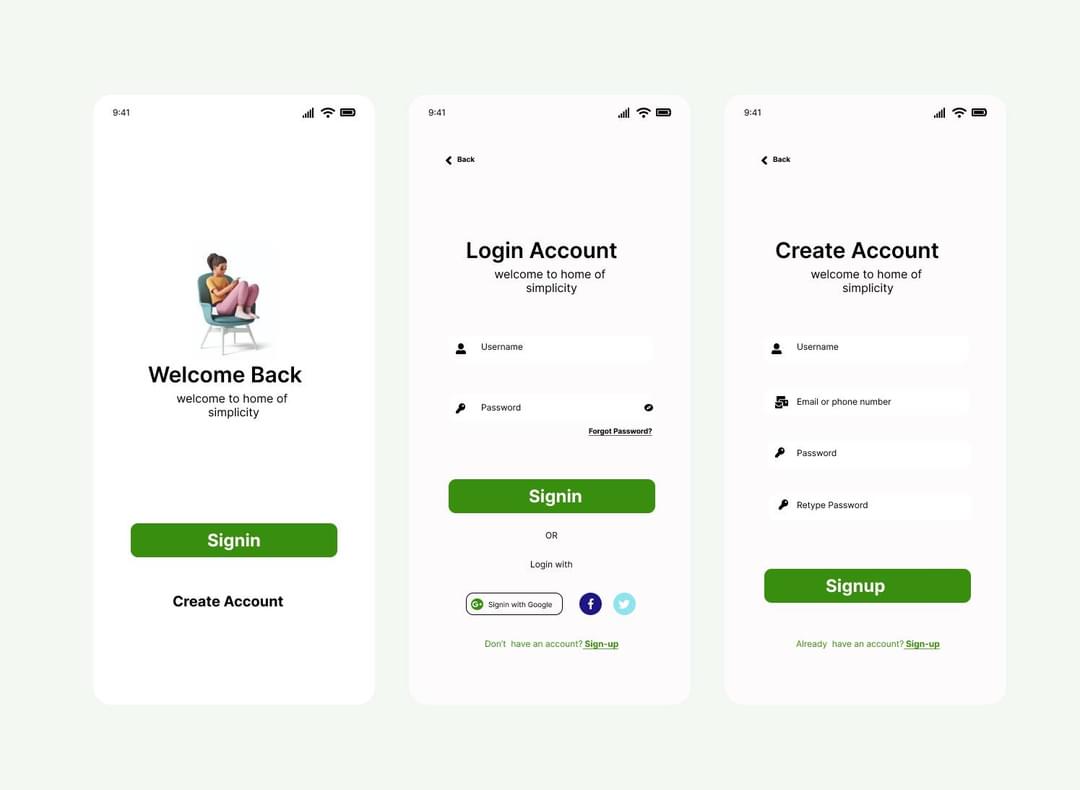 9:41
Welcome Back
welcome to home of
simplicity
Signin
Create Account
9:41
Back
Login Account
welcome to home of
simplicity
Username
Password
Forgot Password?
Signin
OR
Login with
G+ Signin with Google
Don't have an account? Sign-up
9:41
Back
Create Account
welcome to home of
simplicity
Username
Email or phone number
Password
Retype Password
Signup
Already have an account? Sign-up